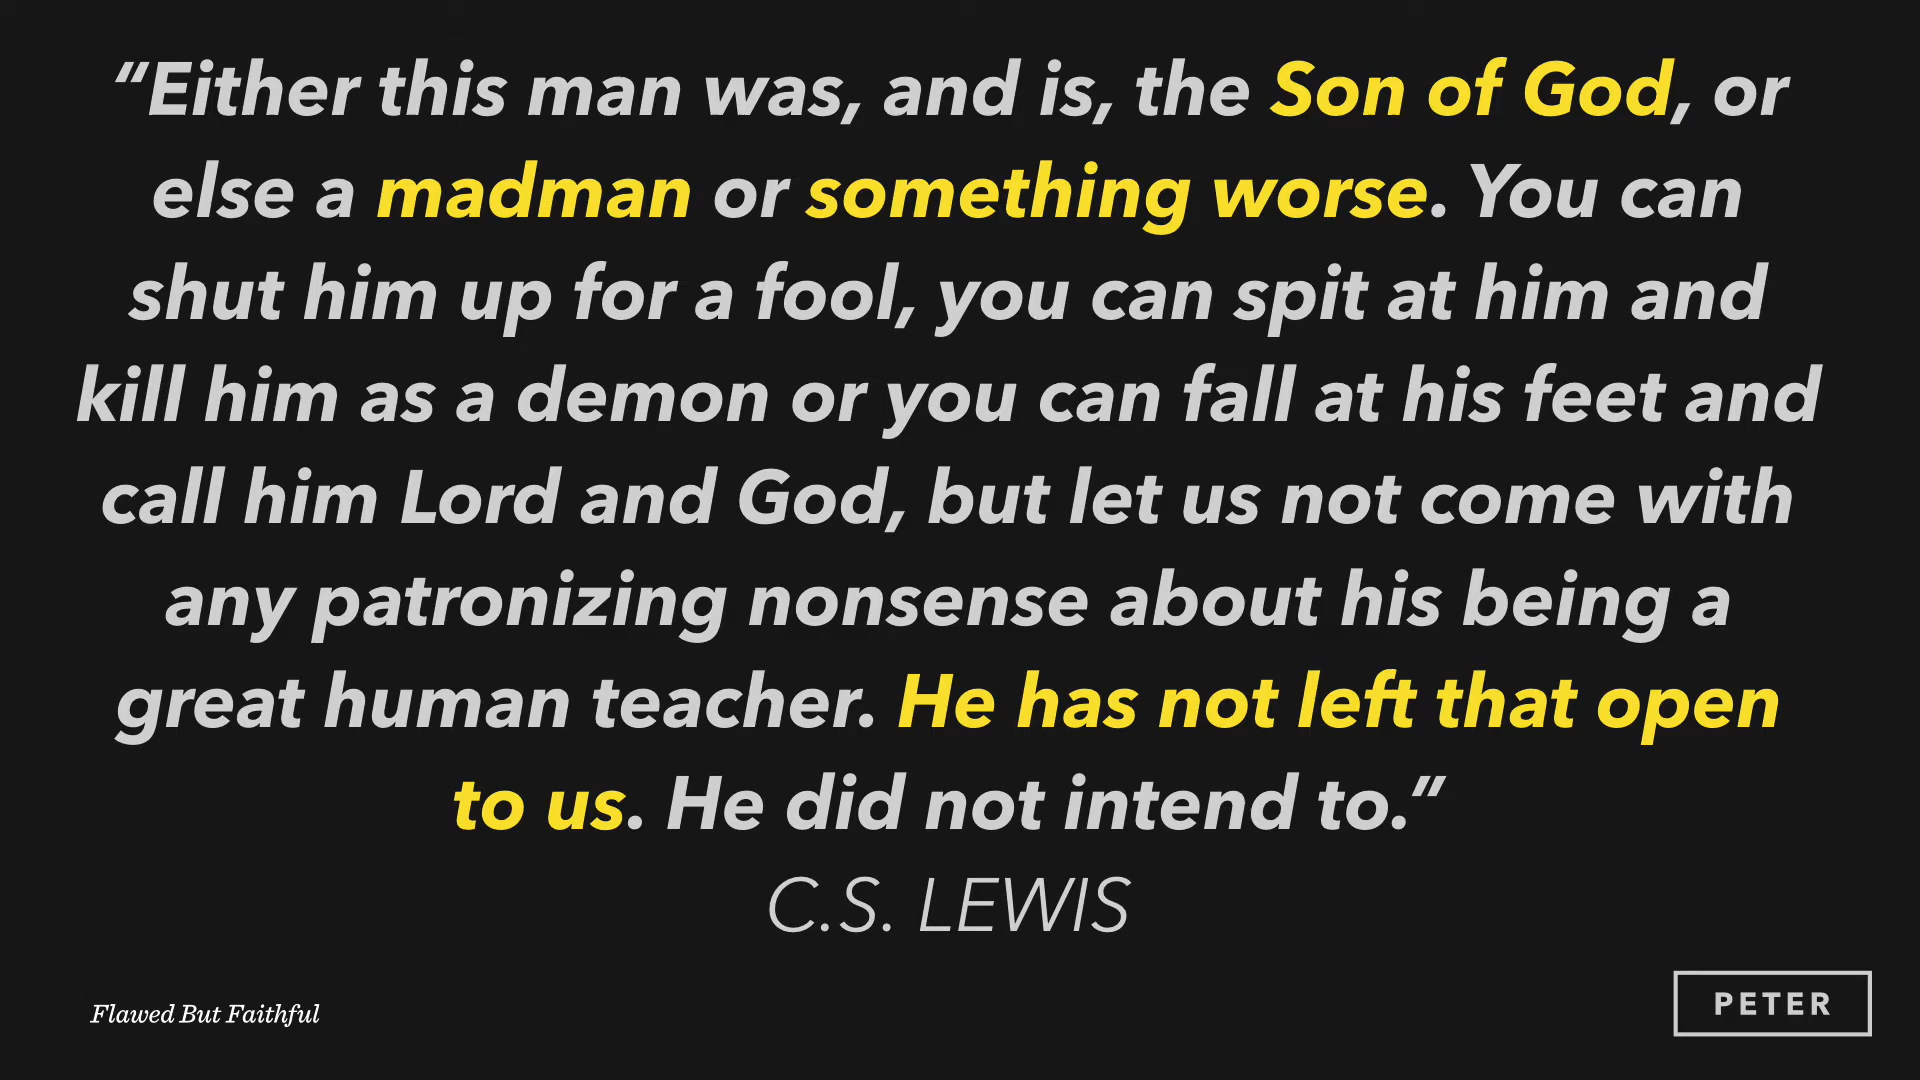 “Either this man was, and is, the Son of God, or
else a madman or something worse. You can
shut him up for a fool, you can spit at him and
kill him as a demon or you can fall at his feet and
call him Lord and God, but let us not come with
any patronizing nonsense about his being a
great human teacher. He has not left that open
to us. He did not intend to.”
C.S. LEWIS
Flawed But Faithful
PETER